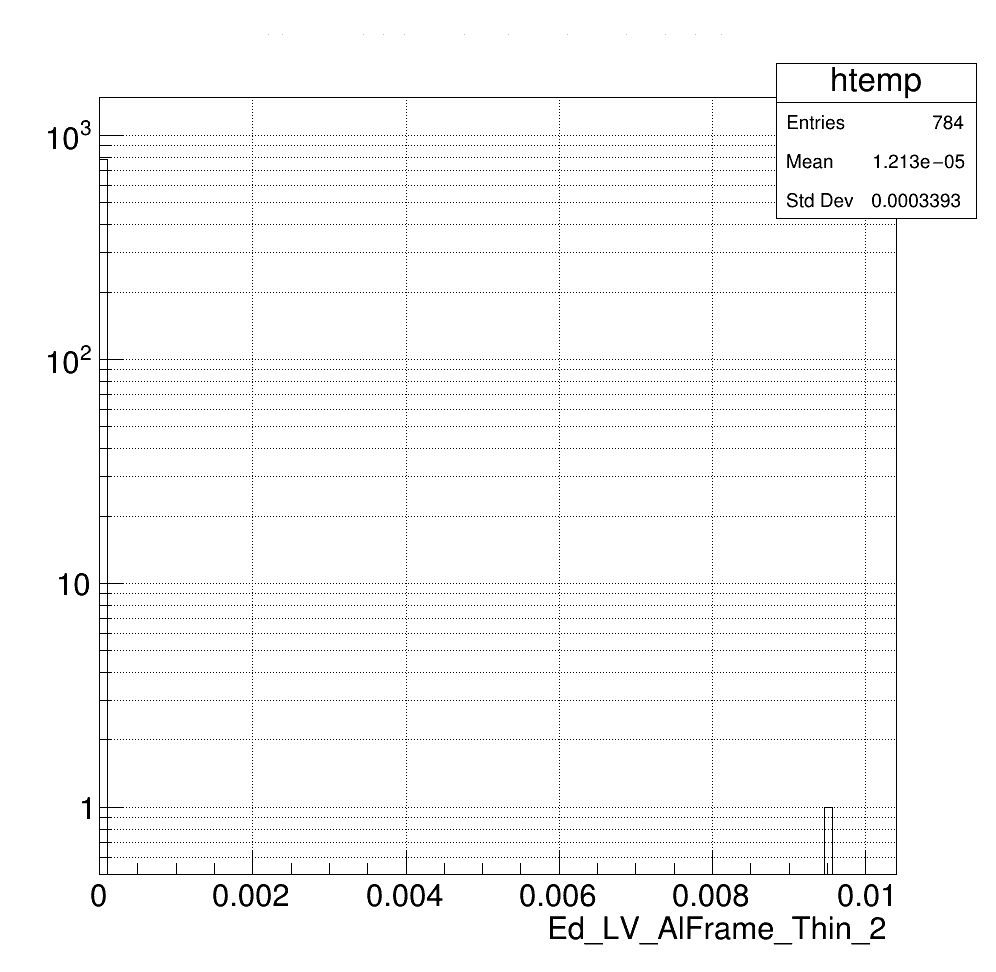 htemp
Entries 784
Mean 1.213e−05
Std Dev 0.0003393
10³
10²
10
1
0 0.002 0.004 0.006 0.008 0.01
Ed_LV_AlFrame_Thin_2